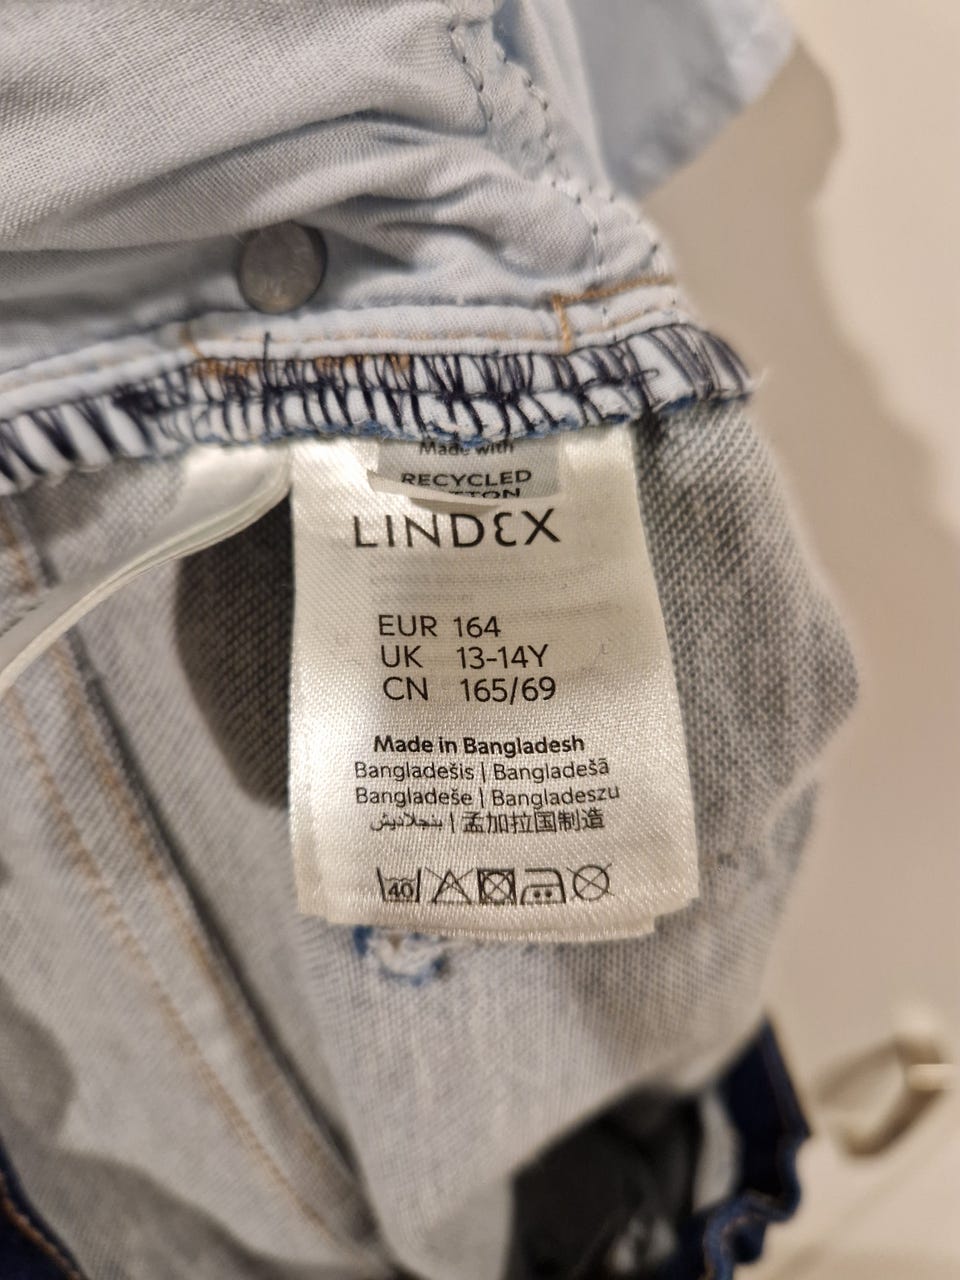 Made with
RECYCLED
LINDEX
EUR 164
UK 13-14Y
CN 165/69
Made in Bangladesh
Bangladešis | Bangladešā
Bangladeše | Bangladeszu
بنجلاديش | 孟加拉国制造
40